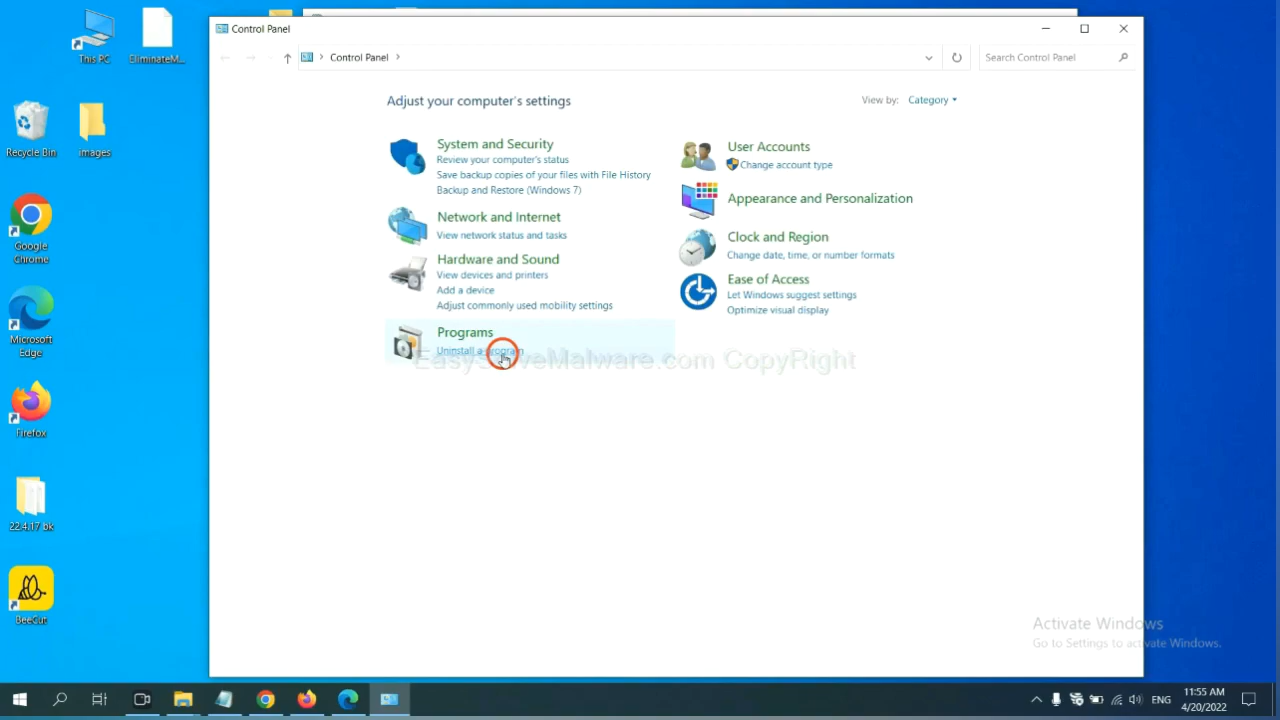 Control Panel
Control Panel
Search Control Panel
Adjust your computer's settings
View by: Category
System and Security
Review your computer's status
Save backup copies of your files with File History
Backup and Restore (Windows 7)
Network and Internet
View network status and tasks
Hardware and Sound
View devices and printers
Add a device
Adjust commonly used mobility settings
Programs
Uninstall a program
User Accounts
Change account type
Appearance and Personalization
Clock and Region
Change date, time, or number formats
Ease of Access
Let Windows suggest settings
Optimize visual display
EasySolveMalware.com CopyRight
This PC
EliminateM...
Recycle Bin
images
Google
Chrome
Microsoft
Edge
Firefox
22.4.17 bk
BeeCut
Activate Windows
Go to Settings to activate Windows.
ENG
11:55 AM
4/20/2022